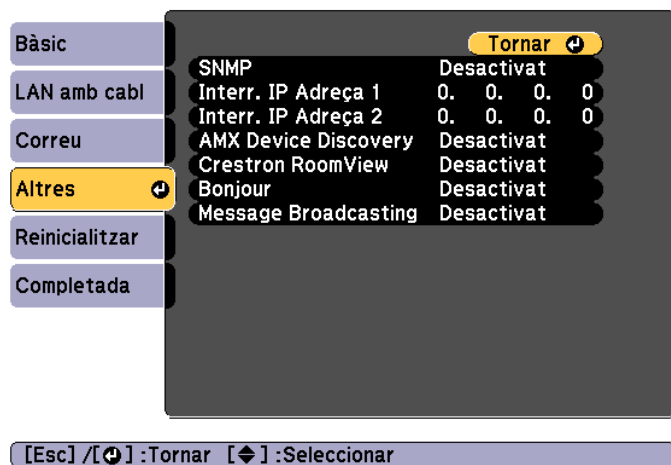 Bàsic
LAN amb cabl
Correu
Altres
Reinicialitzar
Completada
Tornar
SNMP Desactivat
Interr. IP Adreça 1 0. 0. 0. 0
Interr. IP Adreça 2 0. 0. 0. 0
AMX Device Discovery Desactivat
Crestron RoomView Desactivat
Bonjour Desactivat
Message Broadcasting Desactivat
[Esc] /[ ] :Tornar [ ] :Seleccionar